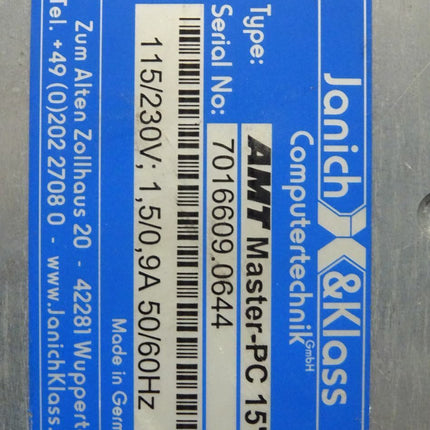 Janich & Klass
Computertechnik GmbH
Type: AMT Master-PC 15"
Serial No: 7016609.0644
115/230V; 1,5/0,9A 50/60Hz
Made in Germ
Zum Alten Zollhaus 20 - 42281 Wuppert
Tel. +49 (0)202 2708 0 - www.JanichKlass.